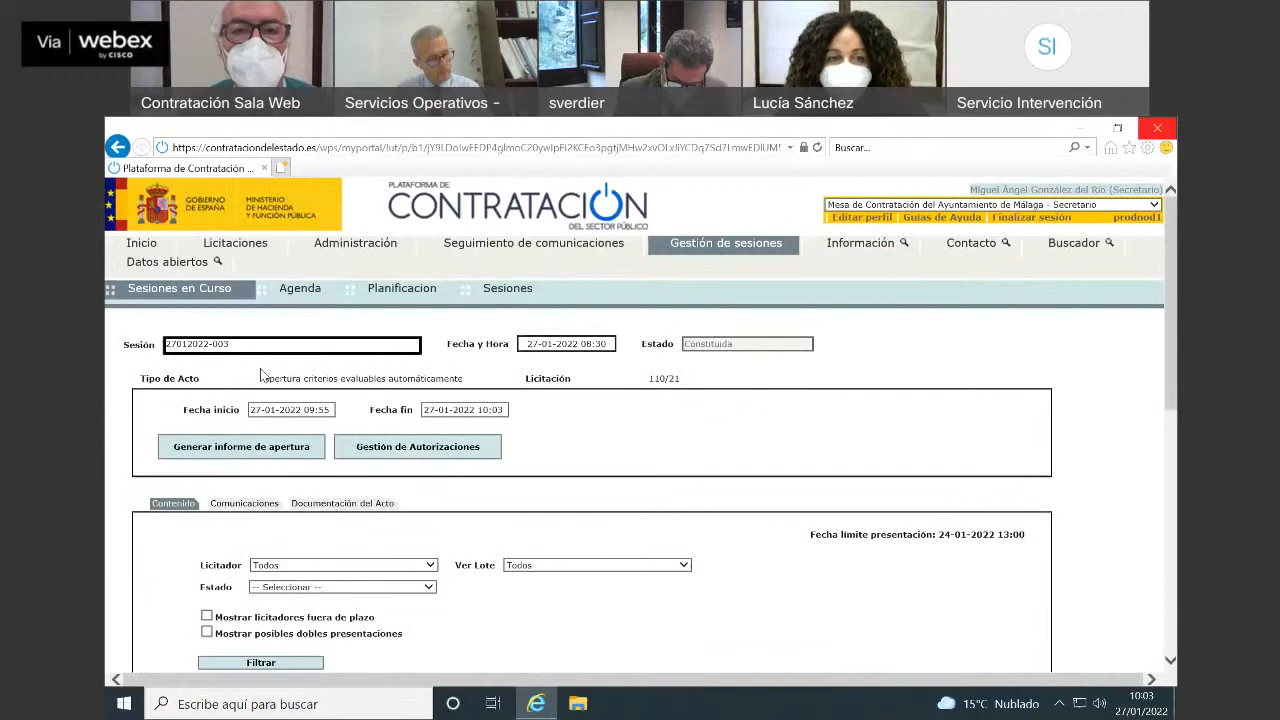 Via webex
by CISCO
SI
Contratación Sala Web
Servicios Operativos -
sverdier
Lucía Sánchez
Servicio Intervención
Buscar...
Plataforma de Contratación ...
GOBIERNO
DE ESPAÑA
MINISTERIO
DE HACIENDA
Y FUNCIÓN PÚBLICA
PLATAFORMA DE
CONTRATACIÓN
DEL SECTOR PÚBLICO
Miguel Ángel González del Río (Secretario)
Mesa de Contratación del Ayuntamiento de Málaga - Secretario
Editar perfil Guías de Ayuda Finalizar sesión prodnod1
Inicio Licitaciones Administración Seguimiento de comunicaciones Gestión de sesiones Información Contacto Buscador
Datos abiertos
Sesiones en Curso Agenda Planificacion Sesiones
Sesión 27012022-003 Fecha y Hora 27-01-2022 08:30 Estado Constituida
Tipo de Acto Apertura criterios evaluables automáticamente Licitación 110/21
Fecha inicio 27-01-2022 09:55 Fecha fin 27-01-2022 10:03
Generar informe de apertura Gestión de Autorizaciones
Contenido Comunicaciones Documentación del Acto
Fecha límite presentación: 24-01-2022 13:00
Licitador Todos Ver Lote Todos
Estado -- Seleccionar --
Mostrar licitadores fuera de plazo
Mostrar posibles dobles presentaciones
Filtrar
Escribe aquí para buscar
15°C Nublado
10:03
27/01/2022